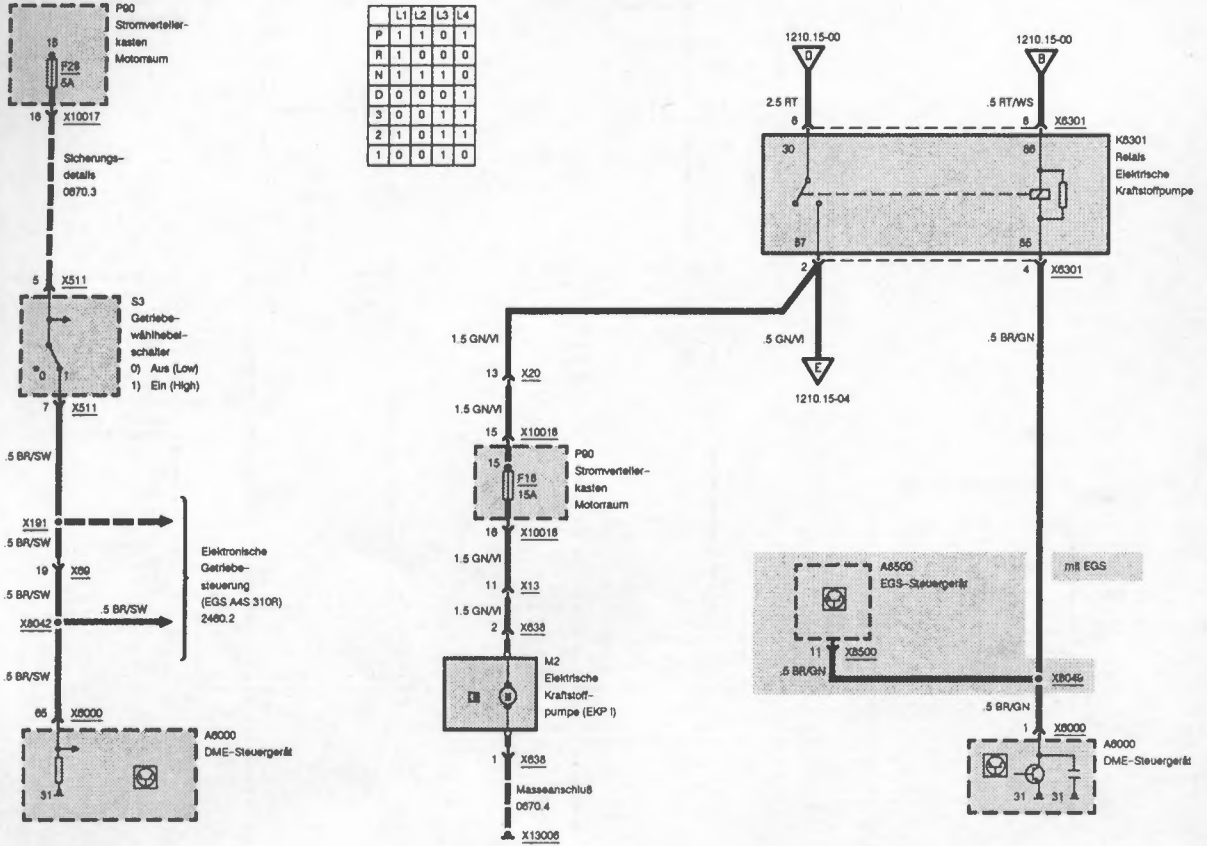 P90
Stromverteiler-
kasten
Motorraum
15
F28
5A
16 X10017
Sicherungs-
details
0670.3
5 X511
S3
Getriebe-
wählhebel-
schalter
0) Aus (Low)
1) Ein (High)
0 1
7 X511
.5 BR/SW
X191
.5 BR/SW
19 X69
.5 BR/SW
X8042
.5 BR/SW
Elektronische
Getriebe-
steuerung
(EGS A4S 310R)
2460.2
.5 BR/SW
65 X6000
A6000
DME-Steuergerät
31
L1 L2 L3 L4
P 1 1 0 1
R 1 0 0 0
N 1 1 1 0
D 0 0 0 1
3 0 0 1 1
2 1 0 1 1
1 0 0 1 0
1.5 GN/VI
13 X20
1.5 GN/VI
15 X10016
15
F18
15A
P90
Stromverteiler-
kasten
Motorraum
16 X10016
1.5 GN/VI
11 X13
1.5 GN/VI
2 X638
M2
Elektrische
Kraftstoff-
pumpe (EKP I)
1 X638
Masseanschluß
0670.4
X13006
1210.15-00
D
2.5 RT
6
1210.15-00
B
.5 RT/WS
8 X6301
K6301
Relais
Elektrische
Kraftstoffpumpe
30
86
87
85
2
4 X6301
.5 GN/VI
E
1210.15-04
.5 BR/GN
A8500
EGS-Steuergerät
mit EGS
11 X8500
.5 BR/GN
X8049
.5 BR/GN
1 X6000
A6000
DME-Steuergerät
31 31